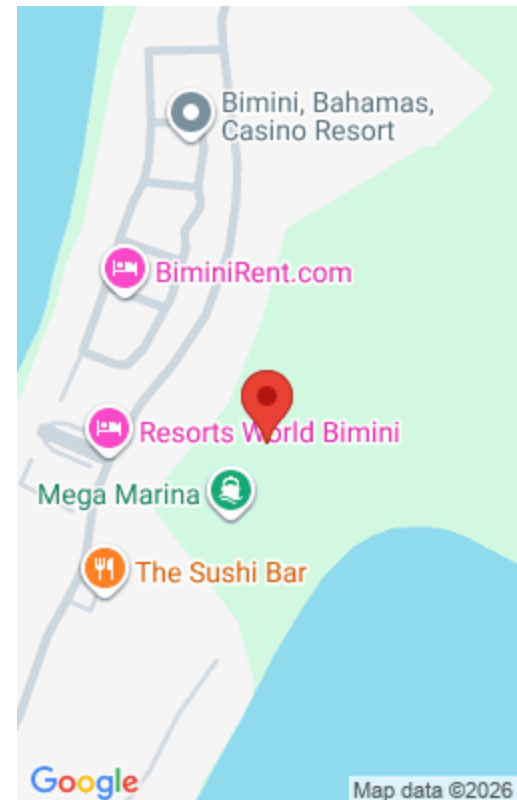 Bimini, Bahamas,
Casino Resort
BiminiRent.com
Resorts World Bimini
Mega Marina
The Sushi Bar
Google
Map data ©2026